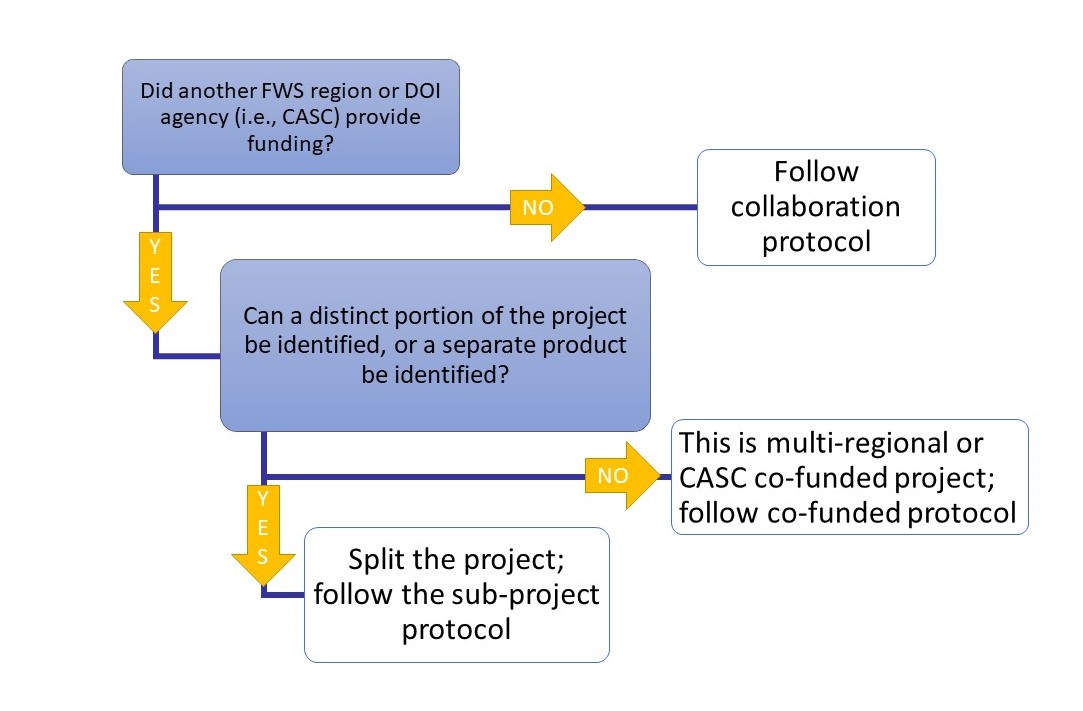 Did another FWS region or DOI
agency (i.e., CASC) provide
funding?
NO
Follow
collaboration
protocol
Y
E
S
Can a distinct portion of the project
be identified, or a separate product
be identified?
NO
This is multi-regional or
CASC co-funded project;
follow co-funded protocol
Y
E
S
Split the project;
follow the sub-project
protocol